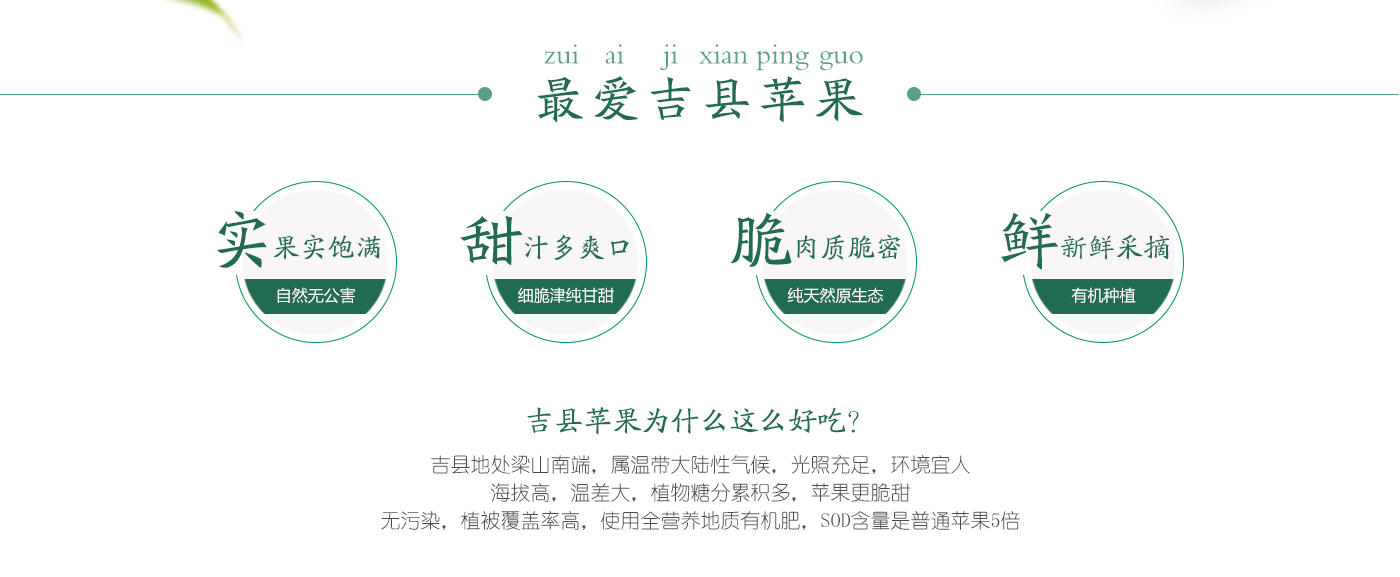 zui ai ji xian ping guo
最爱吉县苹果
实 果实饱满
自然无公害
甜 汁多爽口
细脆津纯甘甜
脆 肉质脆密
纯天然原生态
鲜 新鲜采摘
有机种植
吉县苹果为什么这么好吃?
吉县地处梁山南端，属温带大陆性气候，光照充足，环境宜人
海拔高，温差大，植物糖分累积多，苹果更脆甜
无污染，植被覆盖率高，使用全营养地质有机肥，SOD含量是普通苹果5倍